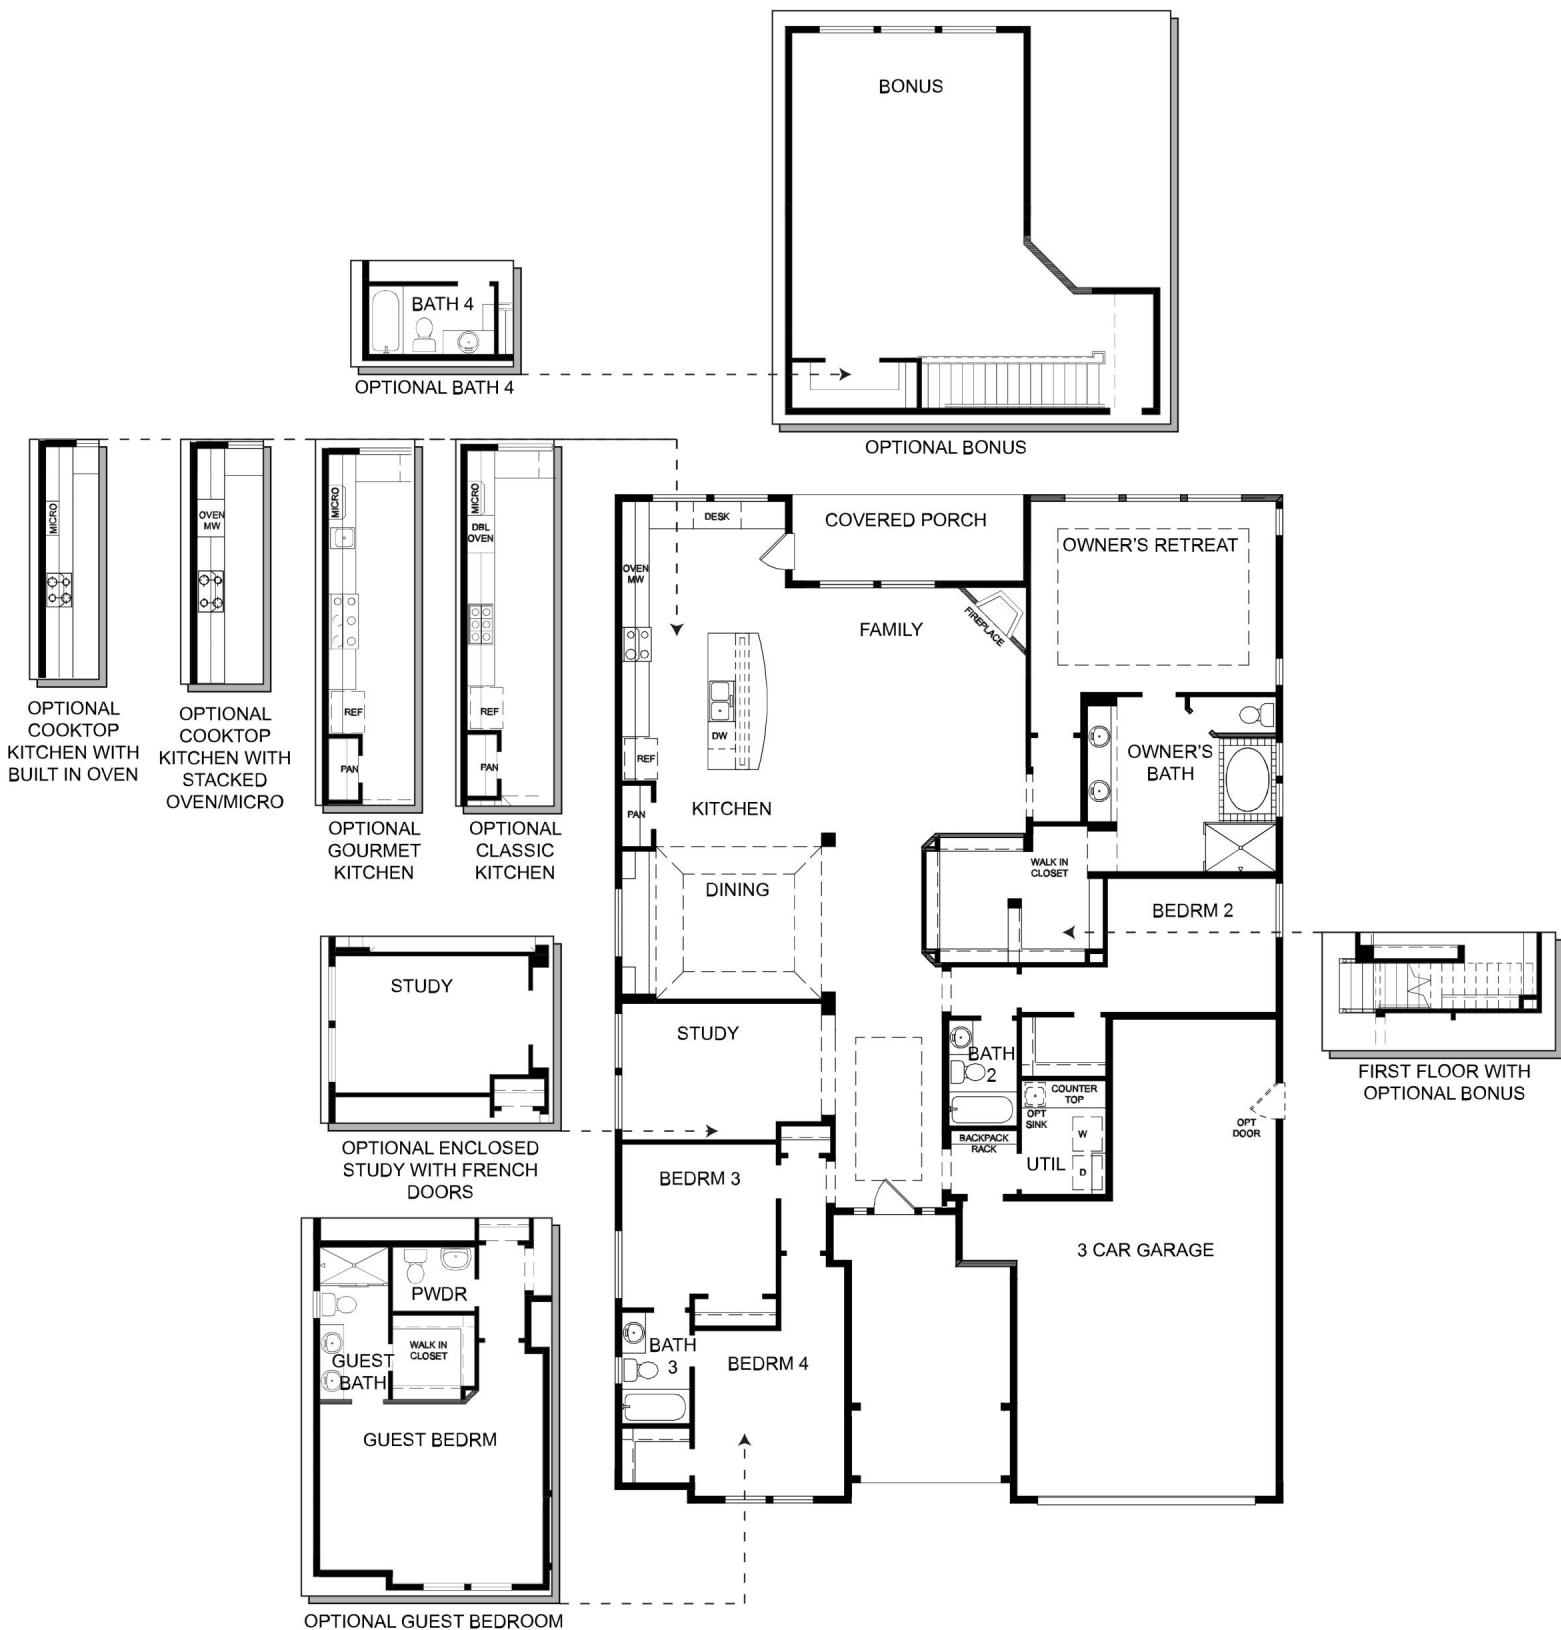 BONUS
OPTIONAL BONUS
BATH 4
OPTIONAL BATH 4
MICRO
OPTIONAL
COOKTOP
KITCHEN WITH
BUILT IN OVEN
OVEN
MW
OPTIONAL
COOKTOP
KITCHEN WITH
STACKED
OVEN/MICRO
MICRO
REF
PAN
OPTIONAL
GOURMET
KITCHEN
MICRO
DBL
OVEN
REF
PAN
OPTIONAL
CLASSIC
KITCHEN
DESK
COVERED PORCH
OWNER'S RETREAT
OVEN
MW
FAMILY
FIREPLACE
DW
REF
OWNER'S
BATH
KITCHEN
PAN
WALK IN
CLOSET
DINING
BEDRM 2
STUDY
BATH
2
COUNTER
TOP
OPT
SINK
W
D
BACKPACK
RACK
UTIL
OPT
DOOR
BEDRM 3
3 CAR GARAGE
BATH
3
BEDRM 4
FIRST FLOOR WITH
OPTIONAL BONUS
STUDY
OPTIONAL ENCLOSED
STUDY WITH FRENCH
DOORS
PWDR
WALK IN
CLOSET
GUEST
BATH
GUEST BEDRM
OPTIONAL GUEST BEDROOM